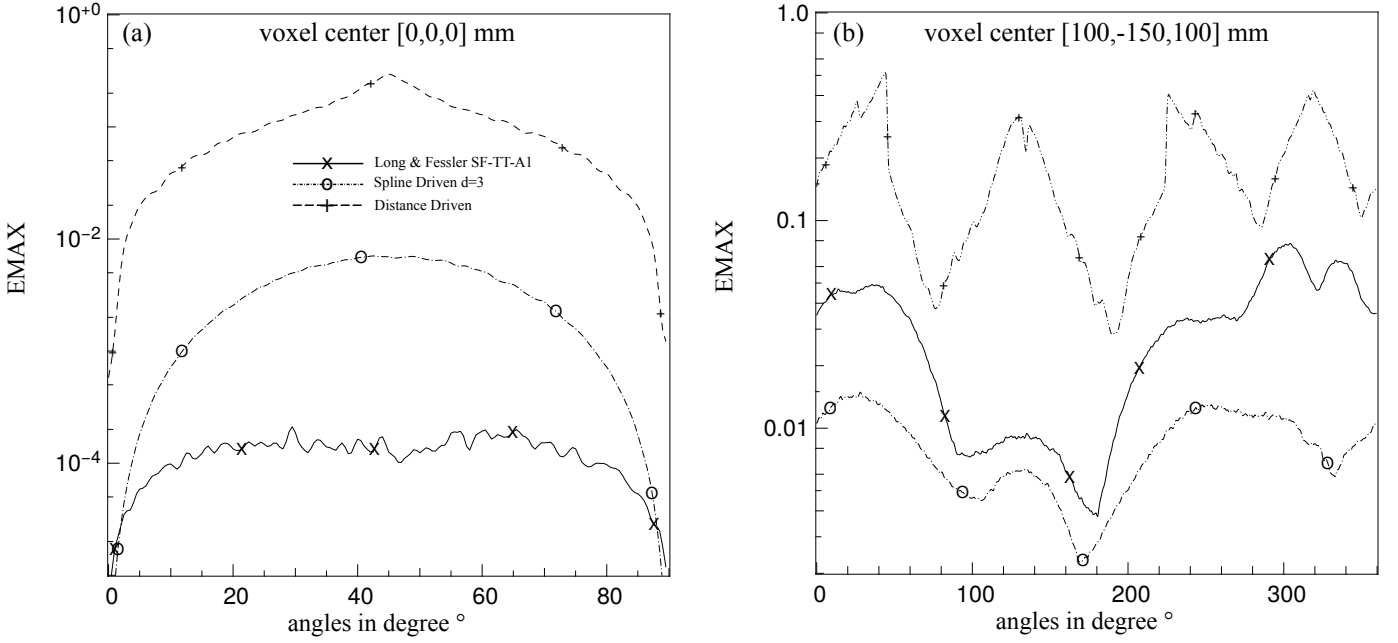 (a) voxel center [0,0,0] mm
10+0
10−2
10−4
EMAX
X Long & Fessler SF-TT-A1
O Spline Driven d=3
+ Distance Driven
0 20 40 60 80
angles in degree °
(b) voxel center [100,-150,100] mm
1.0
0.1
0.01
EMAX
0 100 200 300
angles in degree °